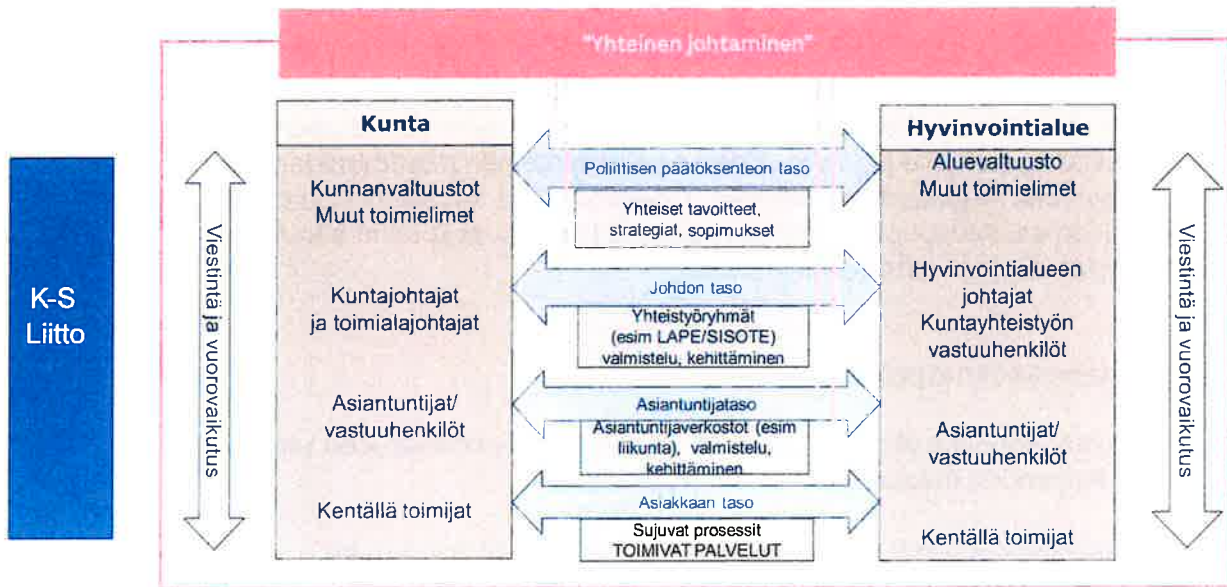 "Yhteinen johtaminen"
K-S
Liitto
Viestintä ja vuorovaikutus
Kunta
Kunnanvaltuustot
Muut toimielimet
Kuntajohtajat
ja toimialajohtajat
Asiantuntijat/
vastuuhenkilöt
Kentällä toimijat
Poliittisen päätöksenteon taso
Yhteiset tavoitteet,
strategiat, sopimukset
Johdon taso
Yhteistyöryhmät
(esim LAPE/SISOTE)
valmistelu, kehittäminen
Asiantuntijataso
Asiantuntijaverkostot (esim
liikunta), valmistelu,
kehittäminen
Asiakkaan taso
Sujuvat prosessit
TOIMIVAT PALVELUT
Hyvinvointialue
Aluevaltuusto
Muut toimielimet
Hyvinvointialueen
johtajat
Kuntayhteistyön
vastuuhenkilöt
Asiantuntijat/
vastuuhenkilöt
Kentällä toimijat
Viestintä ja vuorovaikutus